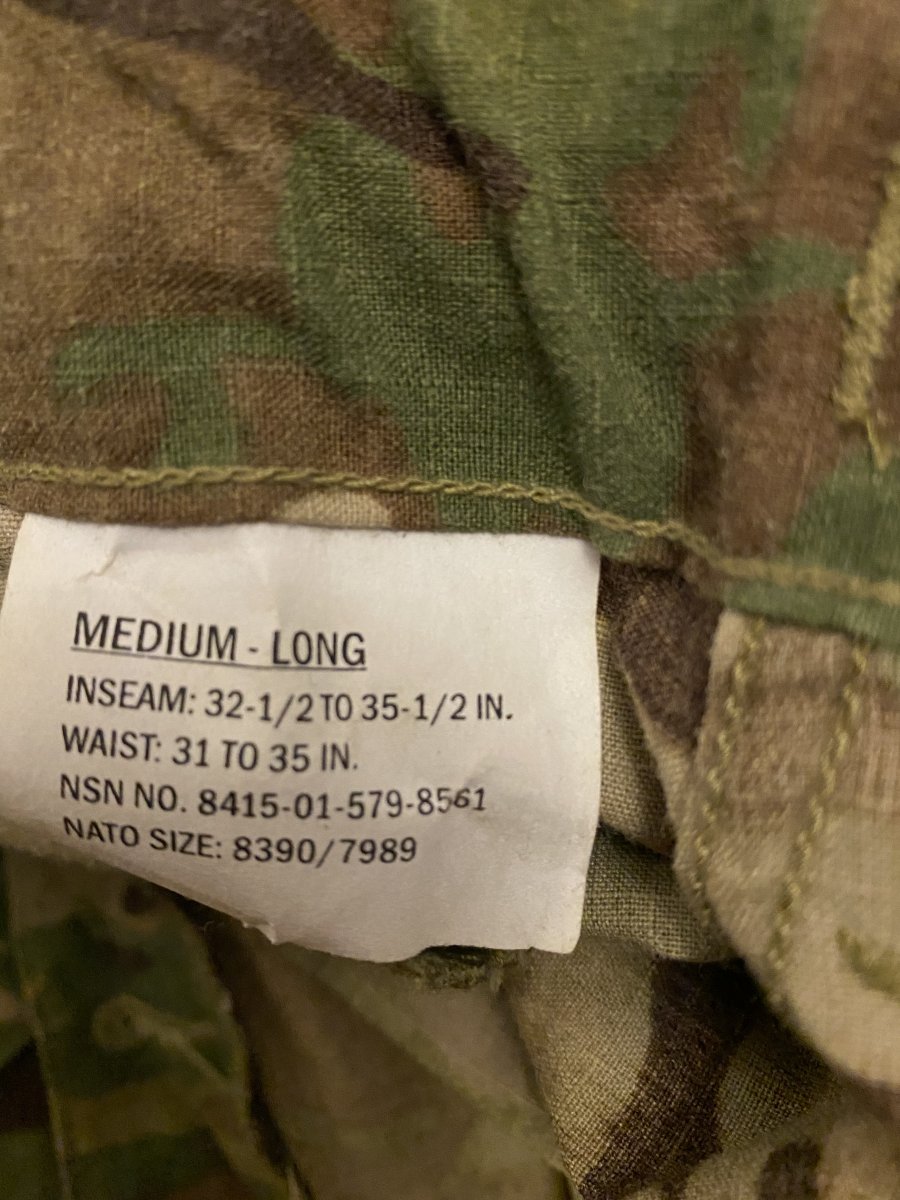 MEDIUM - LONG
INSEAM: 32-1/2 TO 35-1/2 IN.
WAIST: 31 TO 35 IN.
NSN NO. 8415-01-579-8561
NATO SIZE: 8390/7989